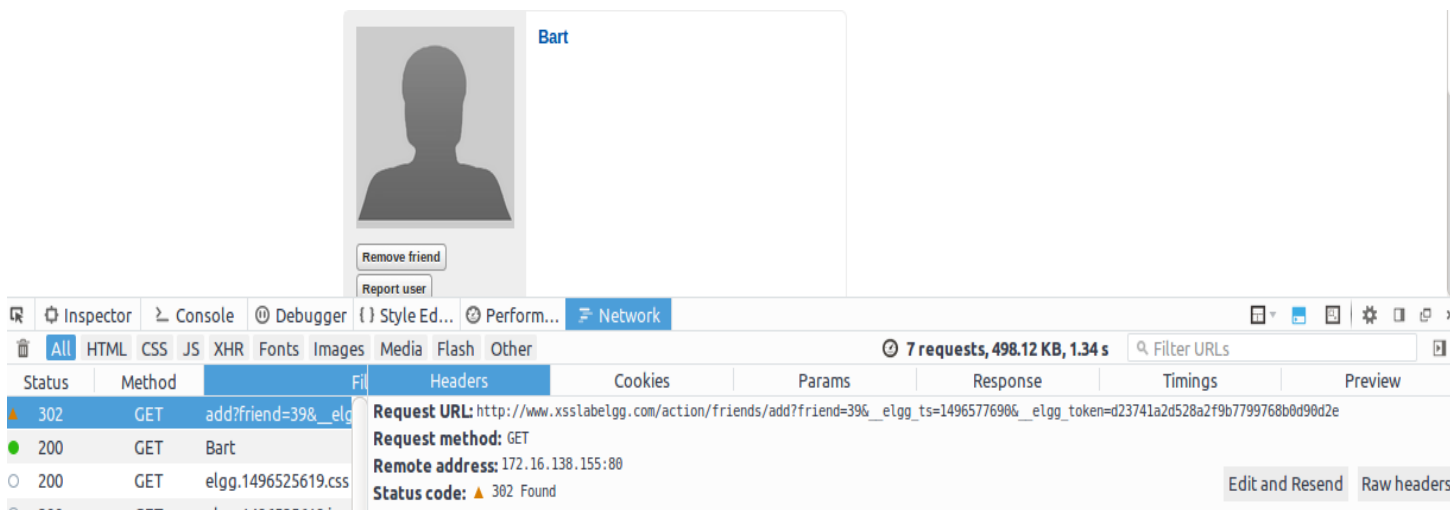 Bart
Remove friend
Report user
Inspector Console Debugger { } Style Ed... Perform... Network
All HTML CSS JS XHR Fonts Images Media Flash Other 7 requests, 498.12 KB, 1.34 s Filter URLs
Status Method Fil Headers Cookies Params Response Timings Preview
302 GET add?friend=39&__elg
200 GET Bart
200 GET elgg.1496525619.css
Request URL: http://www.xsslabelgg.com/action/friends/add?friend=39&__elgg_ts=1496577690&__elgg_token=d23741a2d528a2f9b7799768b0d90d2e
Request method: GET
Remote address: 172.16.138.155:80
Status code: 302 Found
Edit and Resend Raw headers